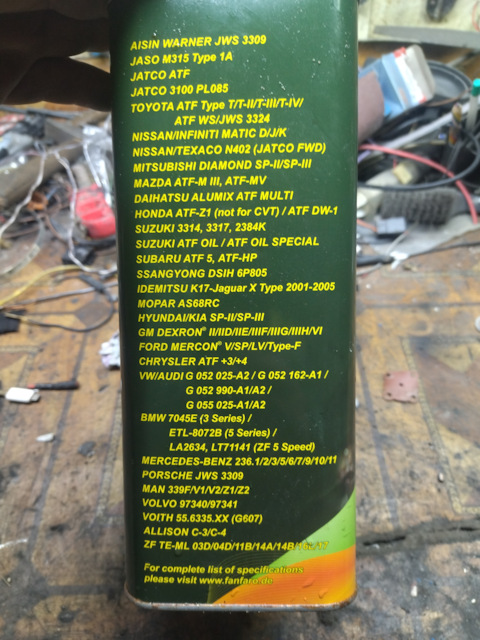 AISIN WARNER JWS 3309
JASO M315 Type 1A
JATCO ATF
JATCO 3100 PL085
TOYOTA ATF Type T/T-II/T-III/T-IV/
ATF WS/JWS 3324
NISSAN/INFINITI MATIC D/J/K
NISSAN/TEXACO N402 (JATCO FWD)
MITSUBISHI DIAMOND SP-II/SP-III
MAZDA ATF-M III, ATF-MV
DAIHATSU ALUMIX ATF MULTI
HONDA ATF-Z1 (not for CVT) / ATF DW-1
SUZUKI 3314, 3317, 2384K
SUZUKI ATF OIL / ATF OIL SPECIAL
SUBARU ATF 5, ATF-HP
SSANGYONG DSIH 6P805
IDEMITSU K17-Jaguar X Type 2001-2005
MOPAR AS68RC
HYUNDAI/KIA SP-II/SP-III
GM DEXRON® II/IID/IIE/IIIF/IIIG/IIIH/VI
FORD MERCON® V/SP/LV/Type-F
CHRYSLER ATF +3/+4
VW/AUDI G 052 025-A2 / G 052 162-A1 /
G 052 990-A1/A2 /
G 055 025-A1/A2
BMW 7045E (3 Series) /
ETL-8072B (5 Series) /
LA2634, LT71141 (ZF 5 Speed)
MERCEDES-BENZ 236.1/2/3/5/6/7/9/10/11
PORSCHE JWS 3309
MAN 339F/V1/V2/Z1/Z2
VOLVO 97340/97341
VOITH 55.6335.XX (G607)
ALLISON C-3/C-4
ZF TE-ML 03D/04D/11B/14A/14B/16L/17
For complete list of specifications
please visit www.fanfaro.de